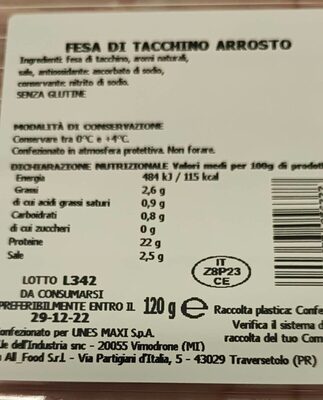 FESA DI TACCHINO ARROSTO
Ingredienti: fesa di tacchino, aromi naturali,
sale, antiossidante: ascorbato di sodio,
conservante: nitrito di sodio.
SENZA GLUTINE
MODALITÀ DI CONSERVAZIONE
Conservare tra 0°C e +4°C.
Confezionato in atmosfera protettiva. Non forare.
DICHIARAZIONE NUTRIZIONALE Valori medi per 100g di prodot
Energia 484 kJ / 115 kcal
Grassi 2,6 g
di cui acidi grassi saturi 0,9 g
Carboidrati 0,8 g
di cui zuccheri 0 g
Proteine 22 g
Sale 2,5 g
IT
Z8P23
CE
LOTTO L342
DA CONSUMARSI
PREFERIBILMENTE ENTRO IL
29-12-22
120 g e
Raccolta plastica: Confe
Verifica il sistema d
raccolta del tuo Com
onfezionato per UNES MAXI S.p.A.
le dell'Industria snc - 20055 Vimodrone (MI)
All_Food S.r.l. - Via Partigiani d'Italia, 5 - 43029 Traversetolo (PR)